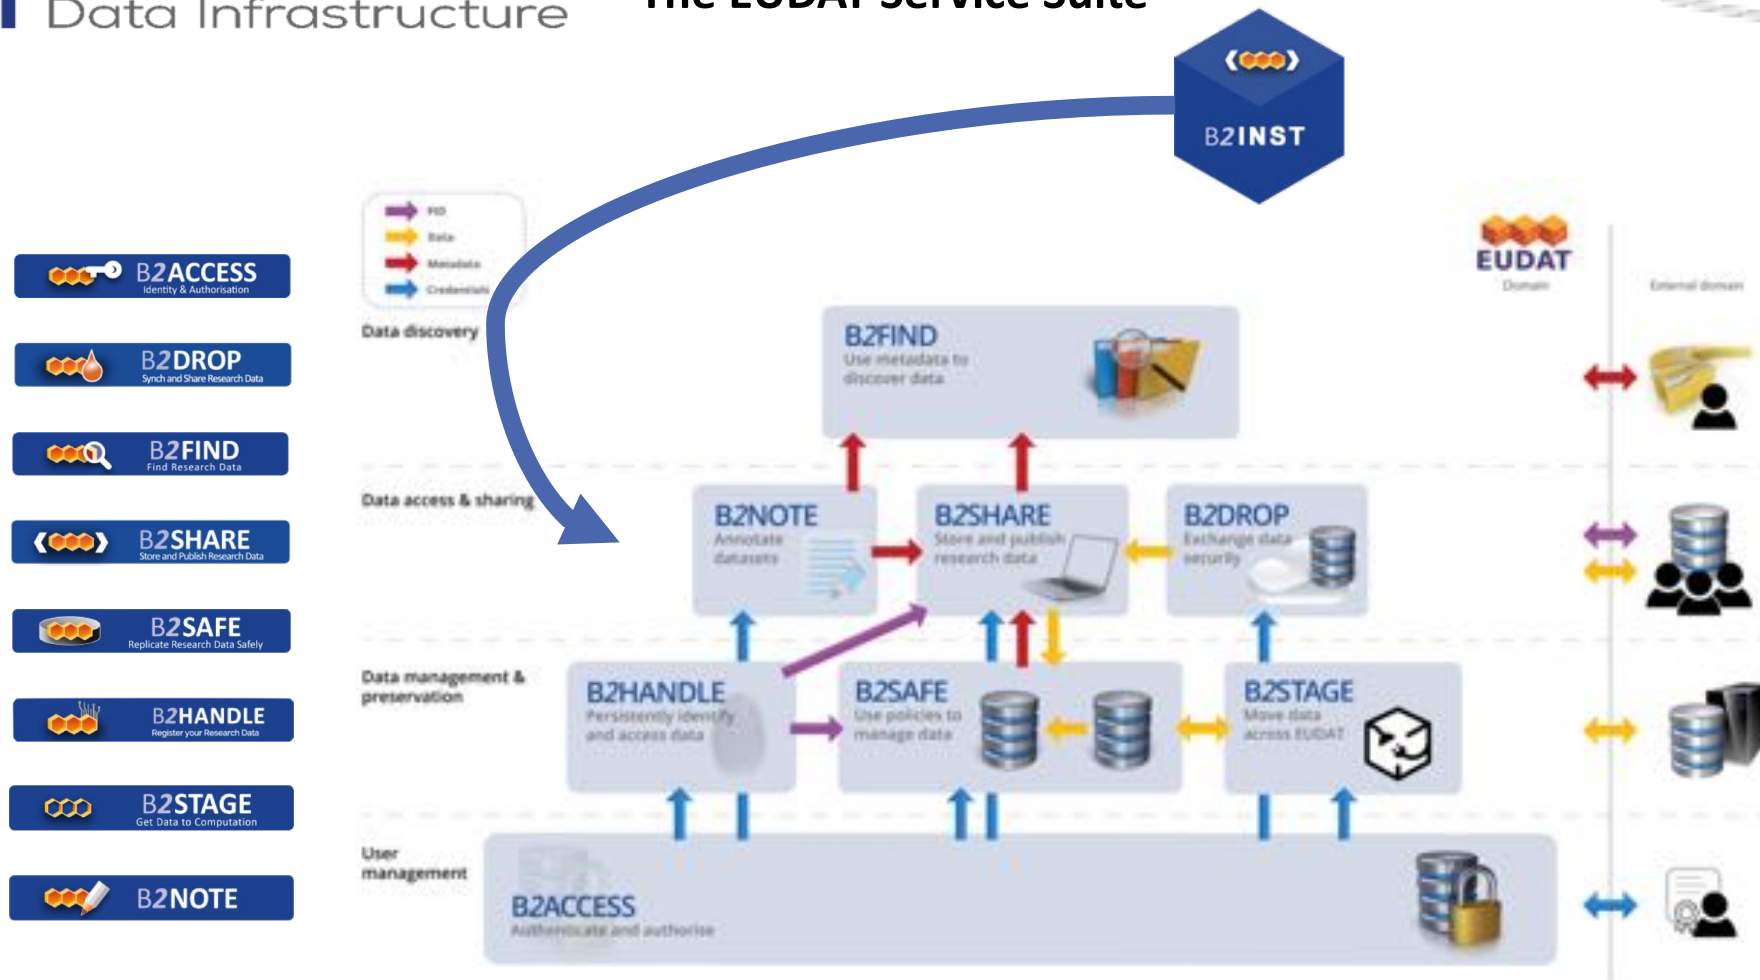 Data Infrastructure
The EUDAT Service Suite
B2INST
PID
Data
Metadata
Credentials
EUDAT
Domain
External domain
B2ACCESS
Identity & Authorisation
B2DROP
Synch and Share Research Data
B2FIND
Find Research Data
B2SHARE
Store and Publish Research Data
B2SAFE
Replicate Research Data Safely
B2HANDLE
Register your Research Data
B2STAGE
Get Data to Computation
B2NOTE
Data discovery
B2FIND
Use metadata to
discover data
Data access & sharing
B2NOTE
Annotate
datasets
B2SHARE
Store and publish
research data
B2DROP
Exchange data
security
Data management &
preservation
B2HANDLE
Persistently identify
and access data
B2SAFE
Use policies to
manage data
B2STAGE
Move data
across EUDAT
User
management
B2ACCESS
Authenticate and authorise